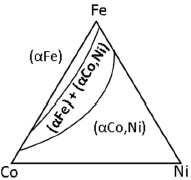 Fe
(αFe)
(αFe) + (αCo,Ni)
(αCo,Ni)
Co
Ni